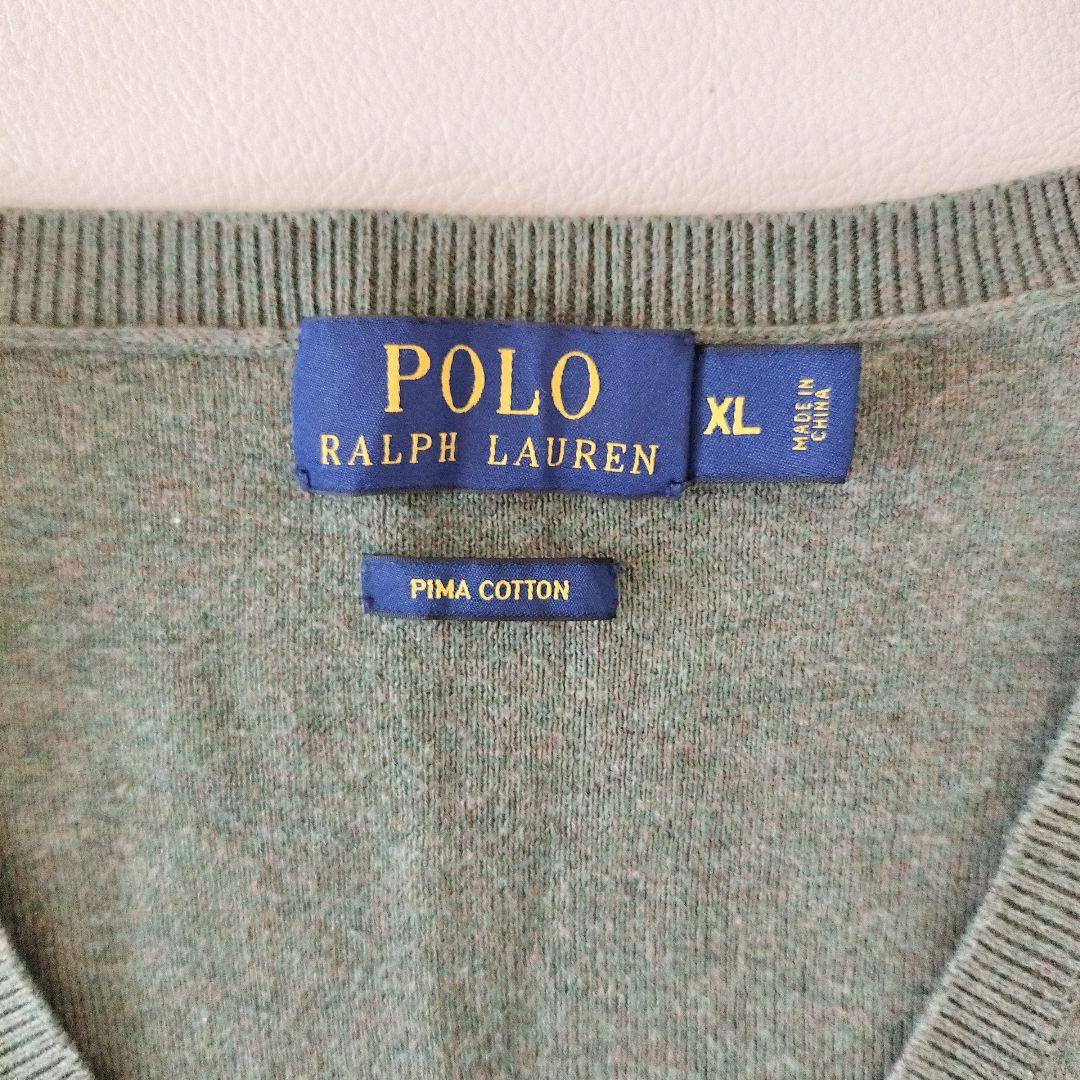 POLO
RALPH LAUREN
XL
MADE IN
CHINA
PIMA COTTON